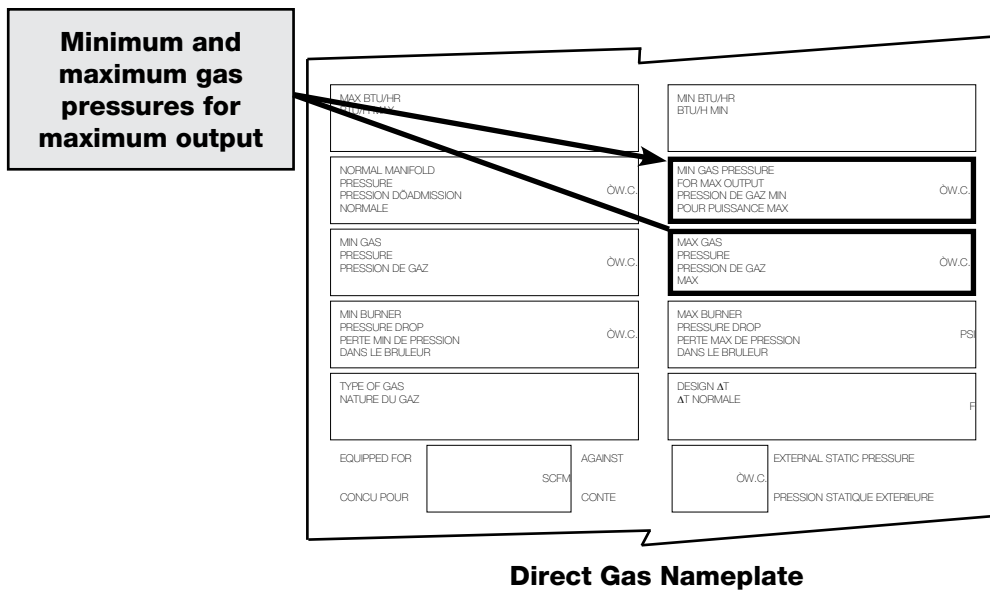 Minimum and
maximum gas
pressures for
maximum output
MAX BTU/HR
BTU/H MAX
MIN BTU/HR
BTU/H MIN
NORMAL MANIFOLD
PRESSURE
PRESSION DÕADMISSION
NORMALE
ÒW.C.
MIN GAS PRESSURE
FOR MAX OUTPUT
PRESSION DE GAZ MIN
POUR PUISSANCE MAX
ÒW.C.
MIN GAS
PRESSURE
PRESSION DE GAZ
ÒW.C.
MAX GAS
PRESSURE
PRESSION DE GAZ
MAX
ÒW.C.
MIN BURNER
PRESSURE DROP
PERTE MIN DE PRESSION
DANS LE BRULEUR
ÒW.C.
MAX BURNER
PRESSURE DROP
PERTE MAX DE PRESSION
DANS LE BRULEUR
PSI
TYPE OF GAS
NATURE DU GAZ
DESIGN ΔT
ΔT NORMALE
F
EQUIPPED FOR
SCFM
AGAINST
ÒW.C.
EXTERNAL STATIC PRESSURE
CONCU POUR
CONTE
PRESSION STATIQUE EXTERIEURE
Direct Gas Nameplate